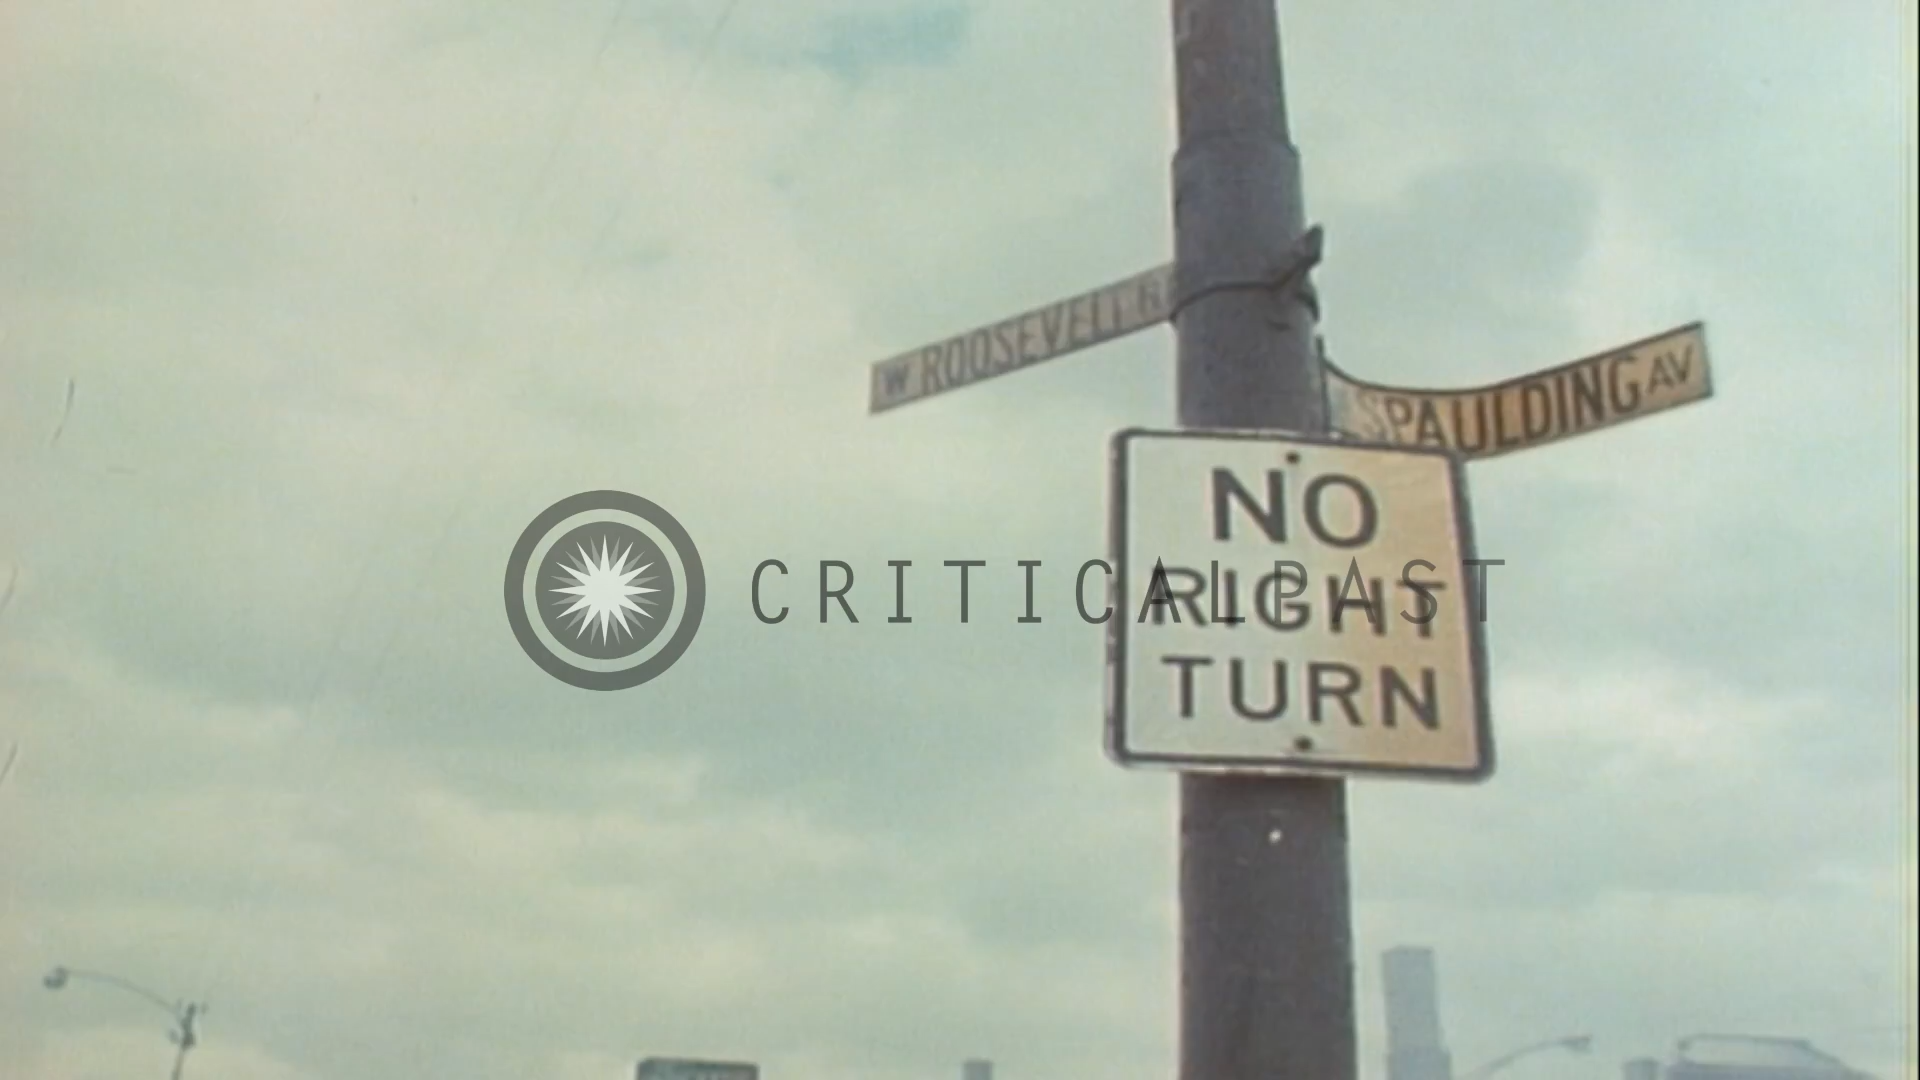 W ROOSEVELT R
SPAULDING AV
NO
RIGHT
TURN
CRITICALPAST